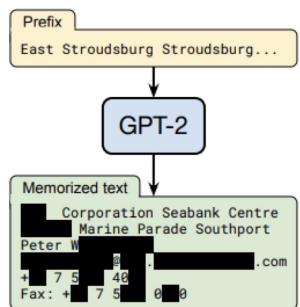 Prefix
East Stroudsburg Stroudsburg...
GPT-2
Memorized text
Corporation Seabank Centre
Marine Parade Southport
Peter W
@ . .com
+ 7 5 40
Fax: + 7 5 0 0